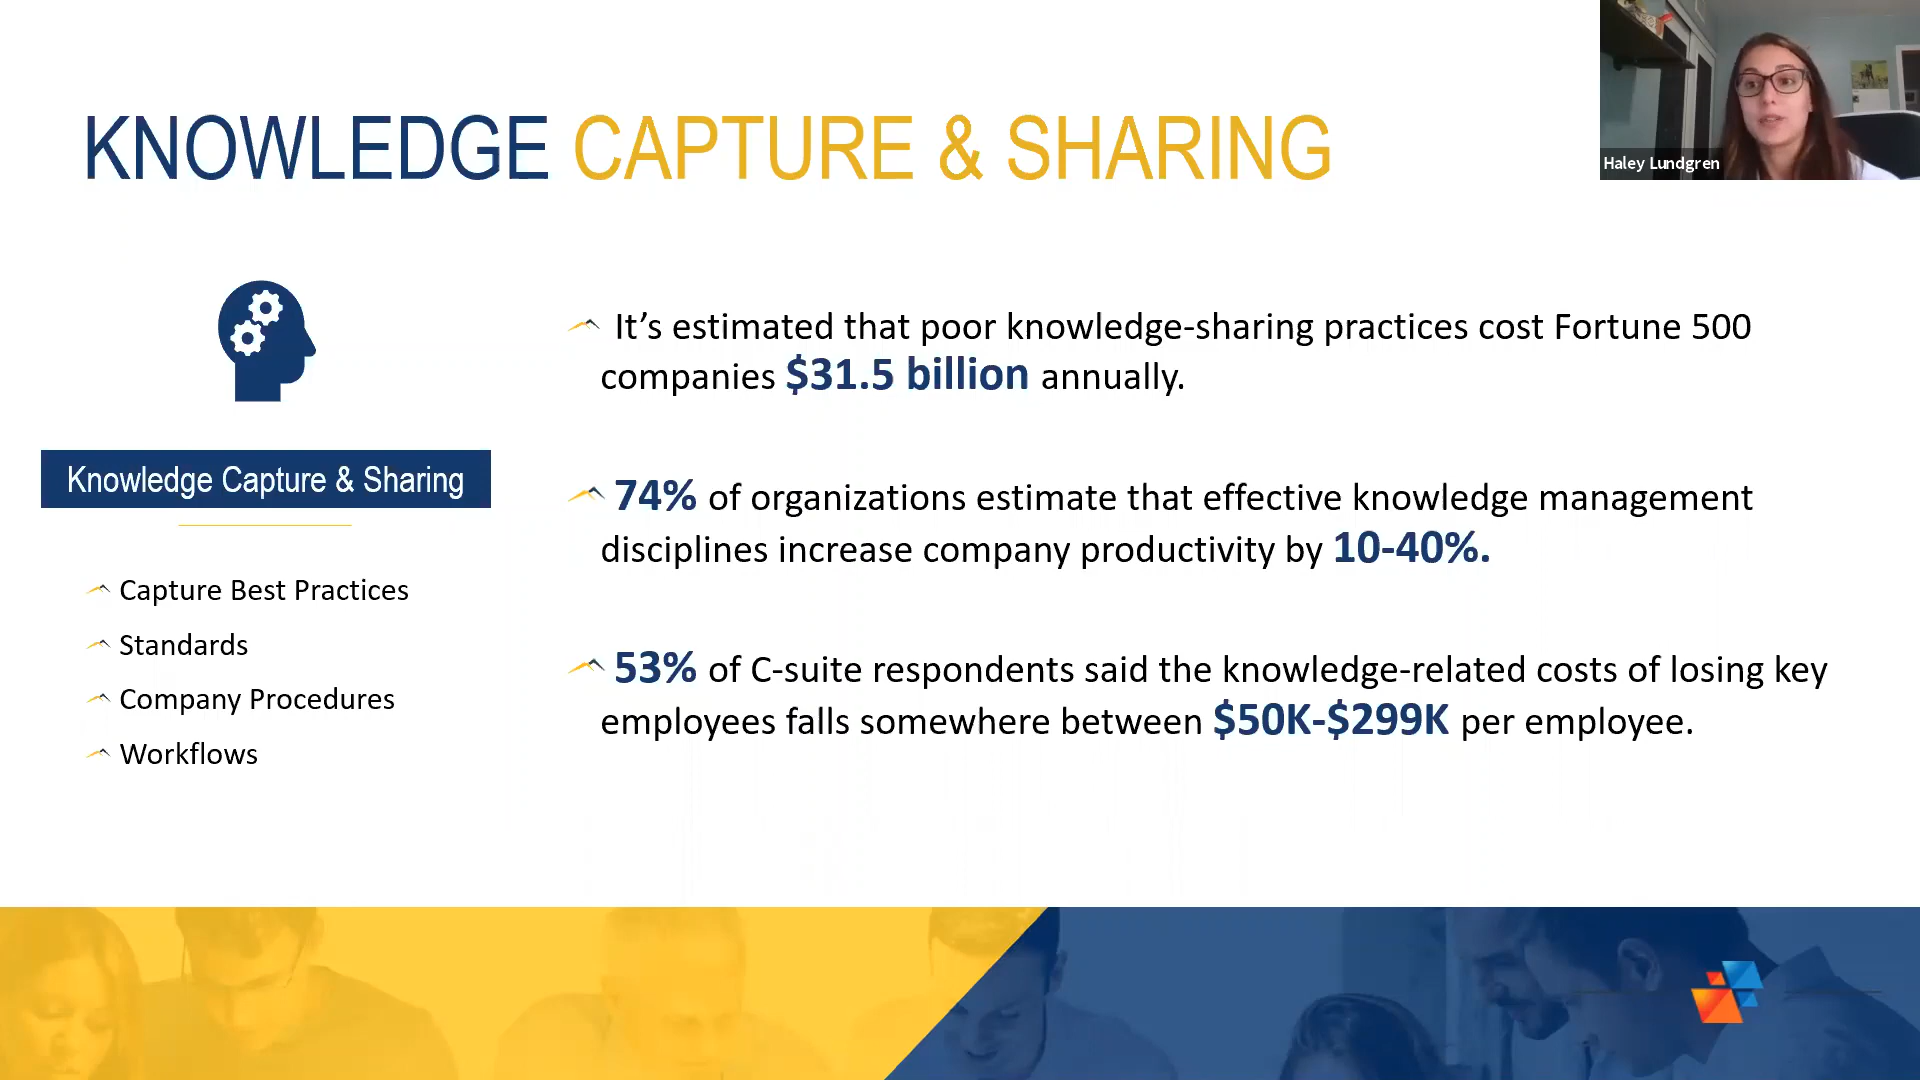 KNOWLEDGE CAPTURE & SHARING
Haley Lundgren
Knowledge Capture & Sharing
Capture Best Practices
Standards
Company Procedures
Workflows
It’s estimated that poor knowledge-sharing practices cost Fortune 500
companies $31.5 billion annually.
74% of organizations estimate that effective knowledge management
disciplines increase company productivity by 10-40%.
53% of C-suite respondents said the knowledge-related costs of losing key
employees falls somewhere between $50K-$299K per employee.